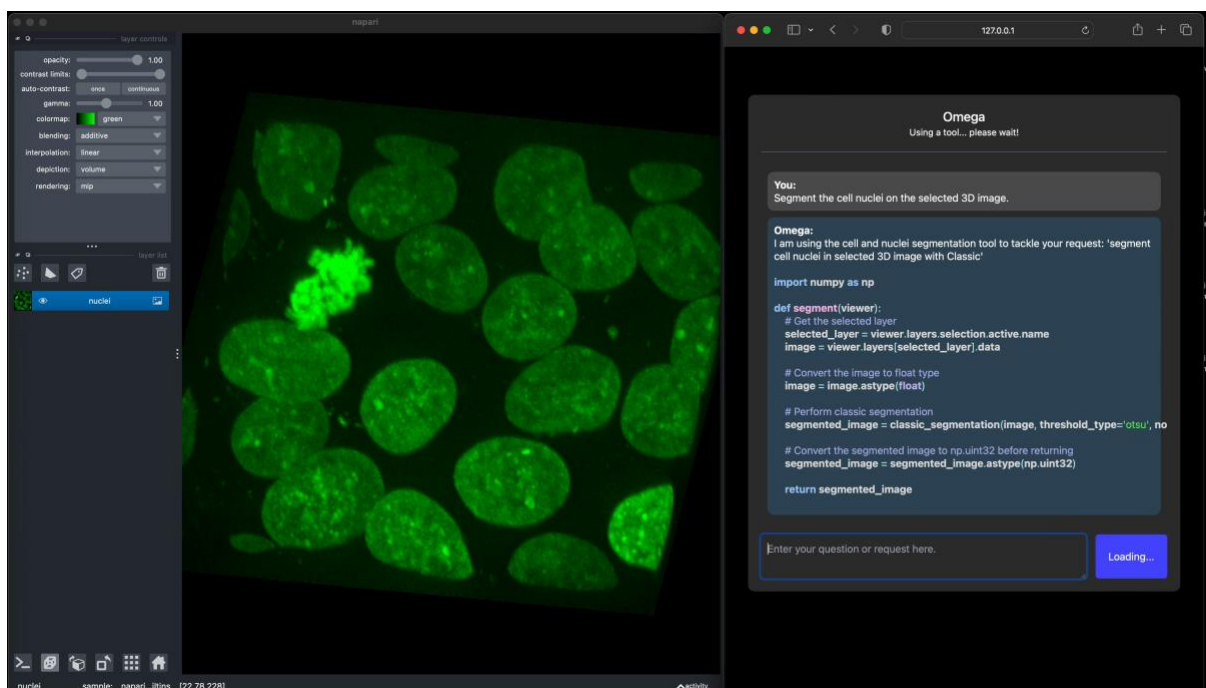 napari
layer controls
opacity: 1.00
contrast limits:
auto-contrast: once continuous
gamma: 1.00
colormap: green
blending: additive
interpolation: linear
depiction: volume
rendering: mip
layer list
nuclei
nuclei sample: napari
[22 78 228]
activity
127.0.0.1
Omega
Using a tool... please wait!
You:
Segment the cell nuclei on the selected 3D image.
Omega:
I am using the cell and nuclei segmentation tool to tackle your request: 'segment
cell nuclei in selected 3D image with Classic'
import numpy as np
def segment(viewer):
# Get the selected layer
selected_layer = viewer.layers.selection.active.name
image = viewer.layers[selected_layer].data
# Convert the image to float type
image = image.astype(float)
# Perform classic segmentation
segmented_image = classic_segmentation(image, threshold_type='otsu', no
# Convert the segmented image to np.uint32 before returning
segmented_image = segmented_image.astype(np.uint32)
return segmented_image
Enter your question or request here.
Loading...